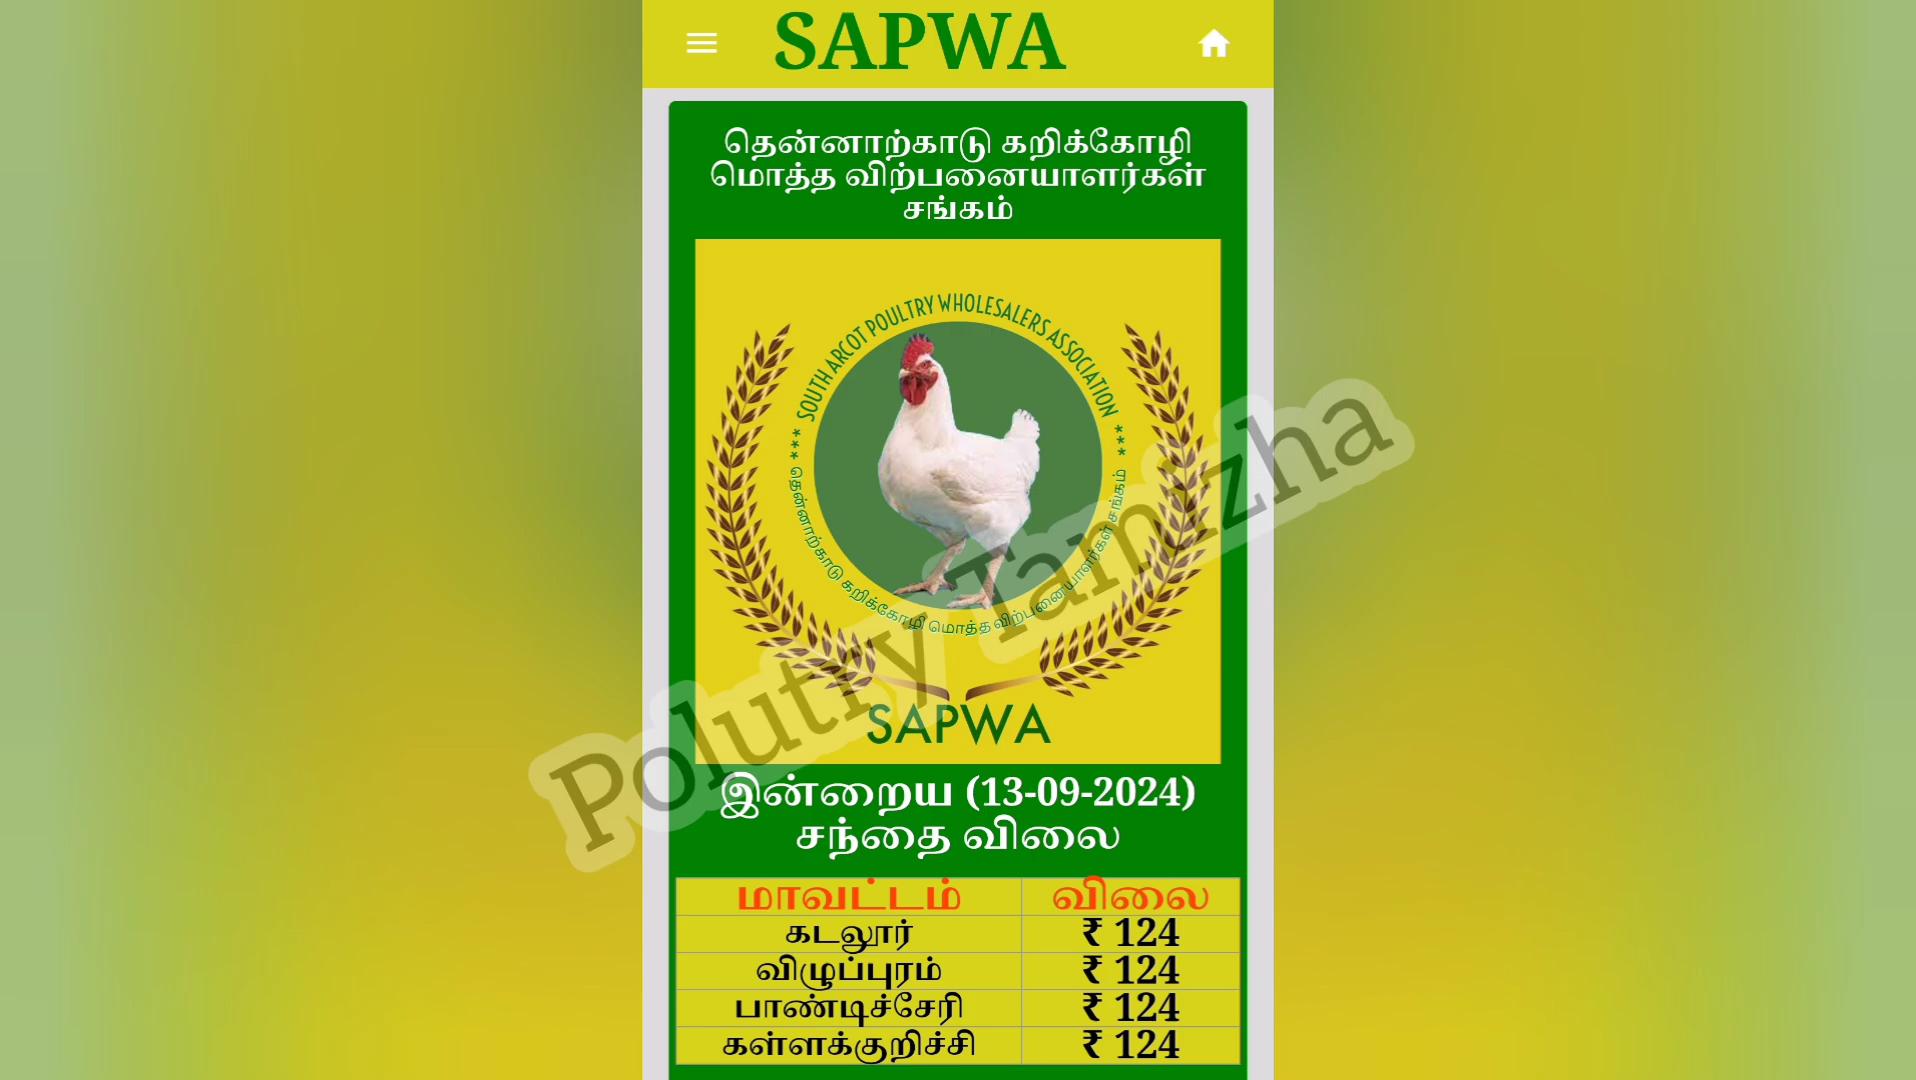 SAPWA
தென்னாற்காடு கறிக்கோழி
மொத்த விற்பனையாளர்கள்
சங்கம்
*** SOUTH ARCOT POULTRY WHOLESALERS ASSOCIATION ***
தென்னாற்காடு கறிக்கோழி மொத்த விற்பனையாளர்கள் சங்கம்
SAPWA
Polutry Tamizha
இன்றைய (13-09-2024)
சந்தை விலை
மாவட்டம் விலை
கடலூர் ₹ 124
விழுப்புரம் ₹ 124
பாண்டிச்சேரி ₹ 124
கள்ளக்குறிச்சி ₹ 124